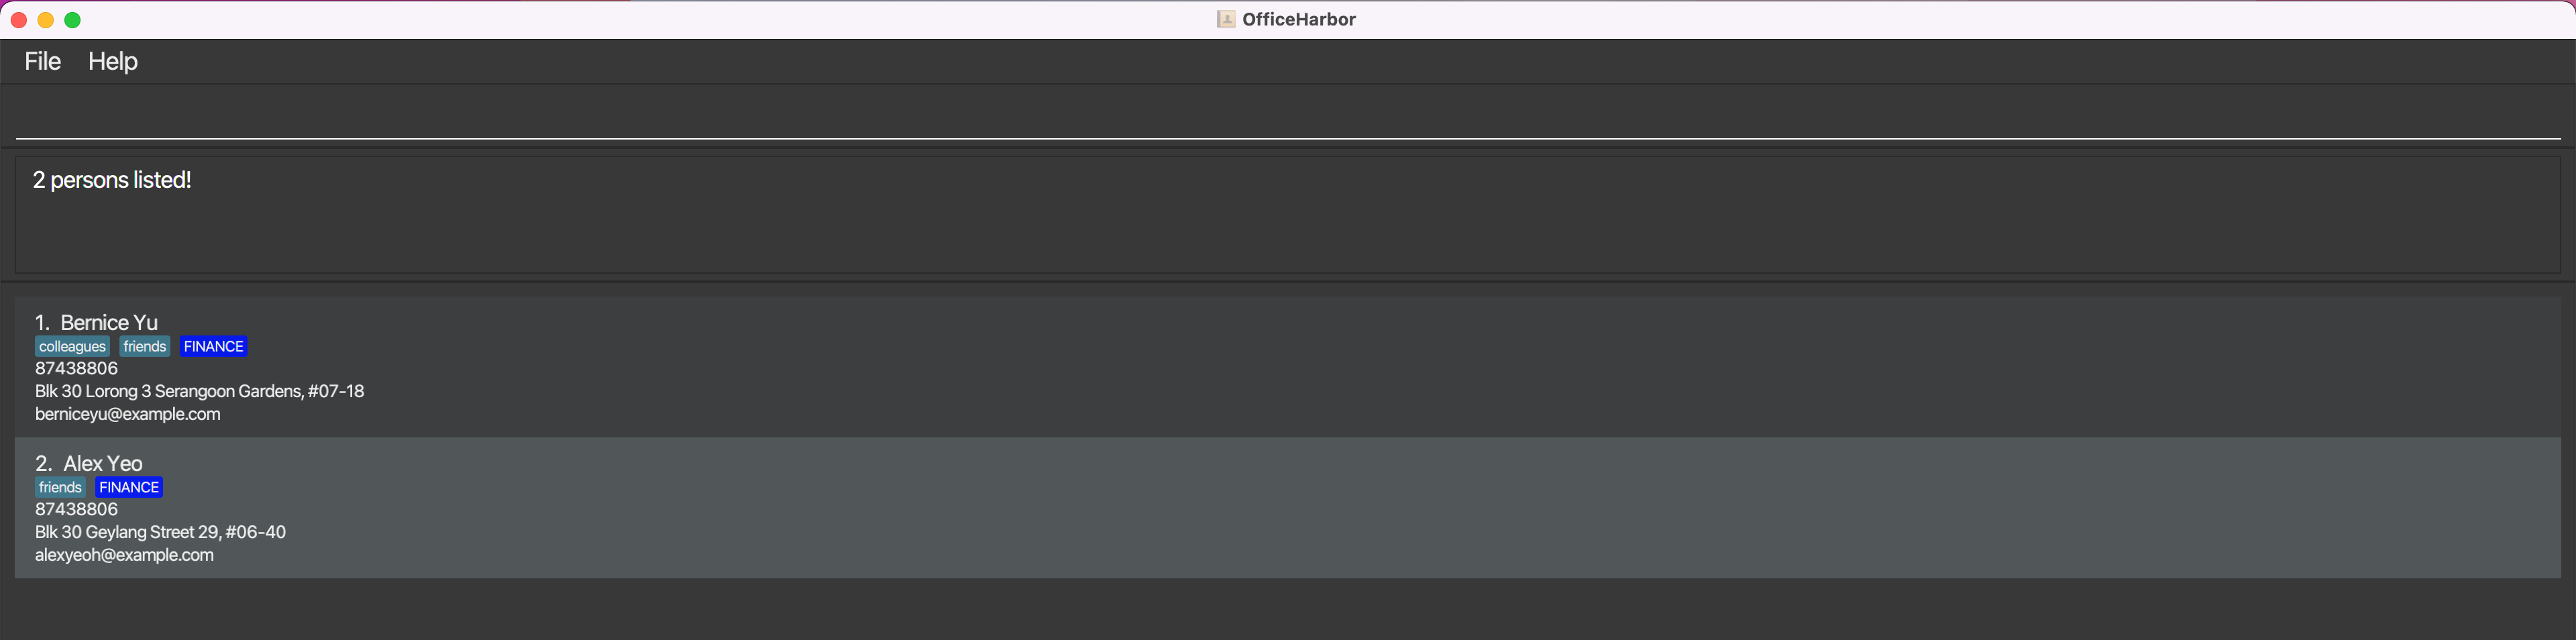 OfficeHarbor
File Help
2 persons listed!
1. Bernice Yu
colleagues friends FINANCE
87438806
Blk 30 Lorong 3 Serangoon Gardens, #07-18
berniceyu@example.com
2. Alex Yeo
friends FINANCE
87438806
Blk 30 Geylang Street 29, #06-40
alexyeoh@example.com